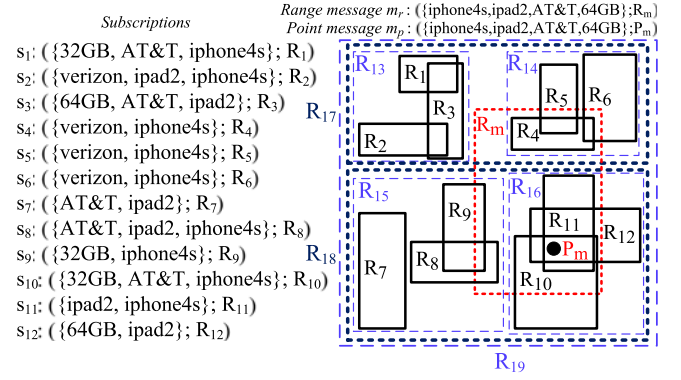 Subscriptions
Range message mᵣ : ({iphone4s,ipad2,AT&T,64GB};Rₘ)
Point message mₚ : ({iphone4s,ipad2,AT&T,64GB};Pₘ)
s₁: ({32GB, AT&T, iphone4s}; R₁)
s₂: ({verizon, ipad2, iphone4s}; R₂)
s₃: ({64GB, AT&T, ipad2}; R₃)
s₄: ({verizon, iphone4s}; R₄)
s₅: ({verizon, iphone4s}; R₅)
s₆: ({verizon, iphone4s}; R₆)
s₇: ({AT&T, ipad2}; R₇)
s₈: ({AT&T, ipad2, iphone4s}; R₈)
s₉: ({32GB, iphone4s}; R₉)
s₁₀: ({32GB, AT&T, iphone4s}; R₁₀)
s₁₁: ({ipad2, iphone4s}; R₁₁)
s₁₂: ({64GB, ipad2}; R₁₂)
R₁₃ R₁ R₁₄
R₅ R₆
R₁₇ R₃ Rₘ R₄
R₂
R₁₅ R₁₆
R₉ R₁₁
R₁₈ R₇ R₈ Pₘ R₁₂
R₁₀
R₁₉